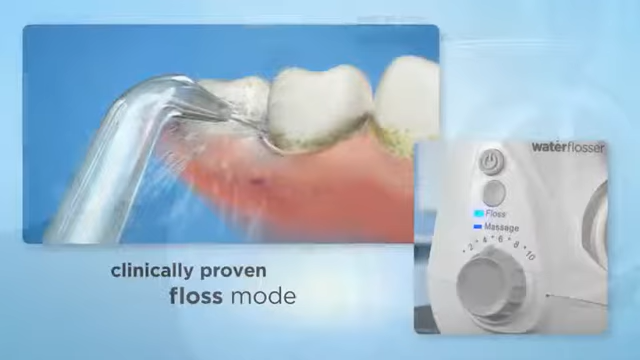 waterflosser
Floss
Massage
2 4 6 8 10
clinically proven
floss mode